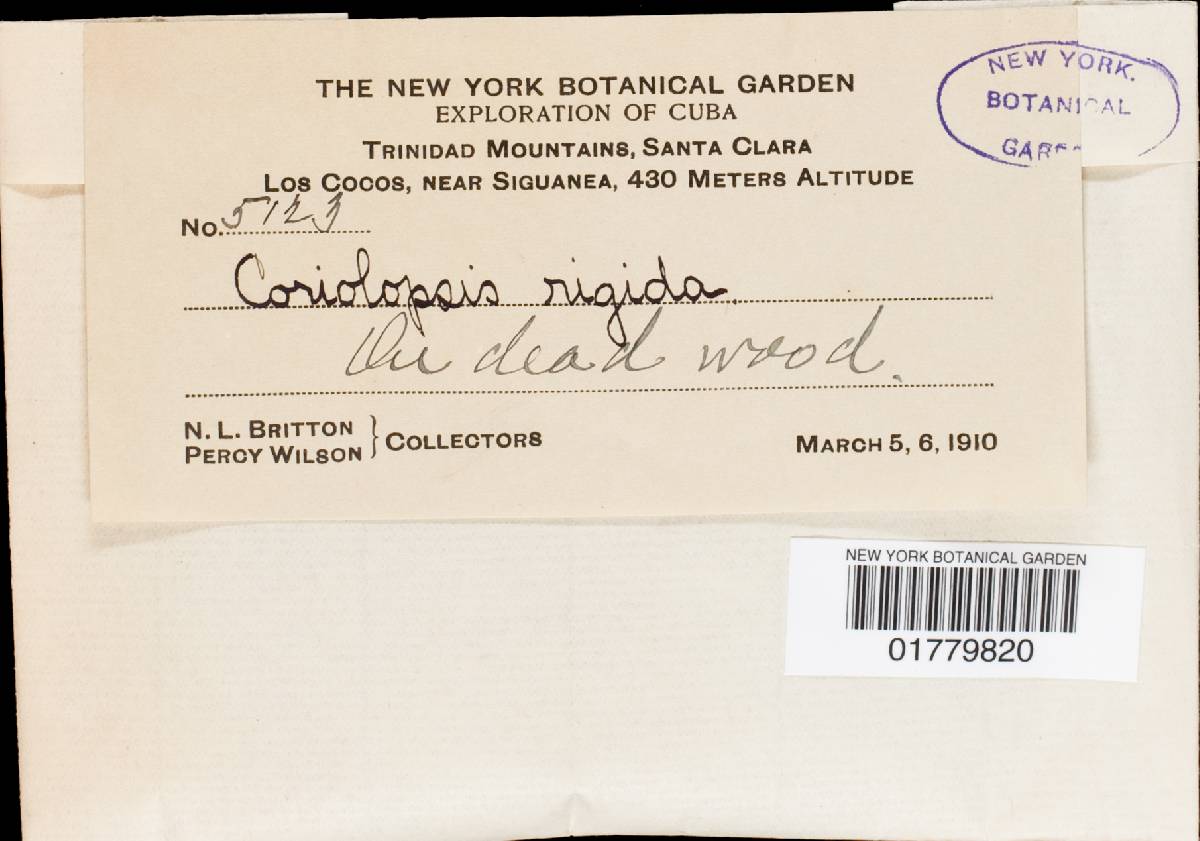 THE NEW YORK BOTANICAL GARDEN
EXPLORATION OF CUBA
TRINIDAD MOUNTAINS, SANTA CLARA
LOS COCOS, NEAR SIGUANEA, 430 METERS ALTITUDE
No. 5123
Coriolopsis rigida
On dead wood.
N. L. BRITTON
PERCY WILSON } COLLECTORS
MARCH 5, 6, 1910
NEW YORK.
BOTANICAL
GARD
NEW YORK BOTANICAL GARDEN
01779820